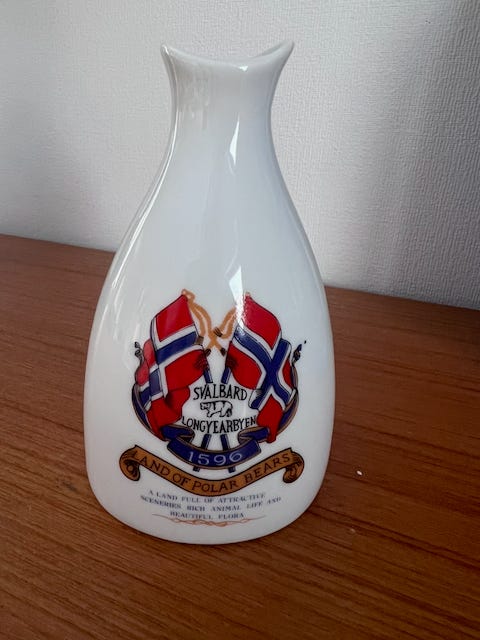 SVALBARD
LONGYEARBYEN
1596
LAND OF POLAR BEARS
A LAND FULL OF ATTRACTIVE
SCENERIES RICH ANIMAL LIFE AND
BEAUTIFUL FLORA